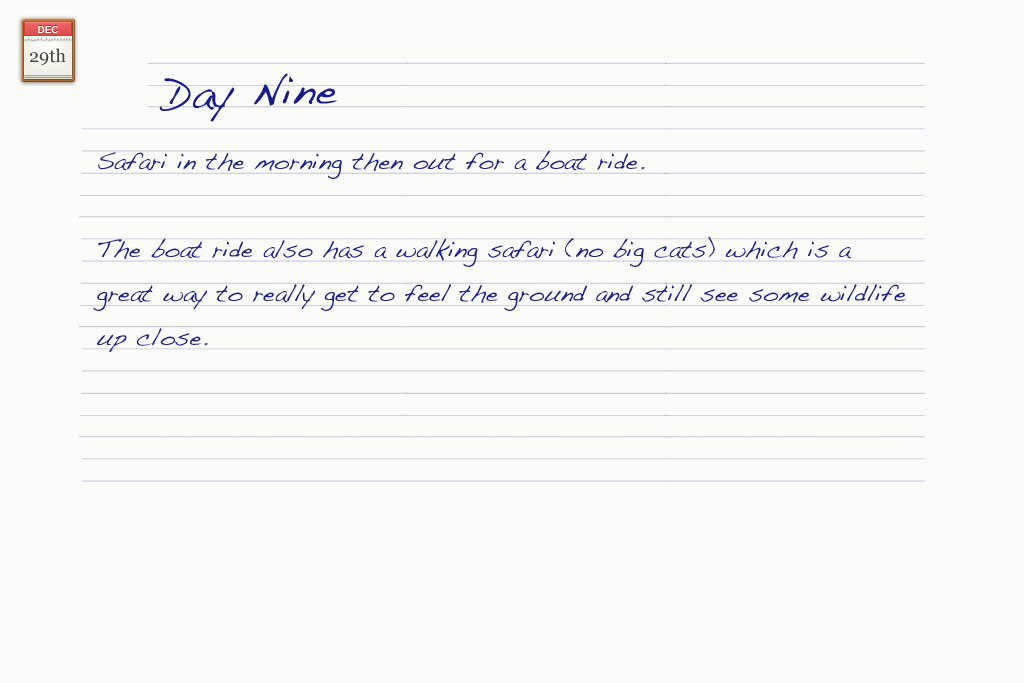 DEC
29th
Day Nine
Safari in the morning then out for a boat ride.
The boat ride also has a walking safari (no big cats) which is a
great way to really get to feel the ground and still see some wildlife
up close.